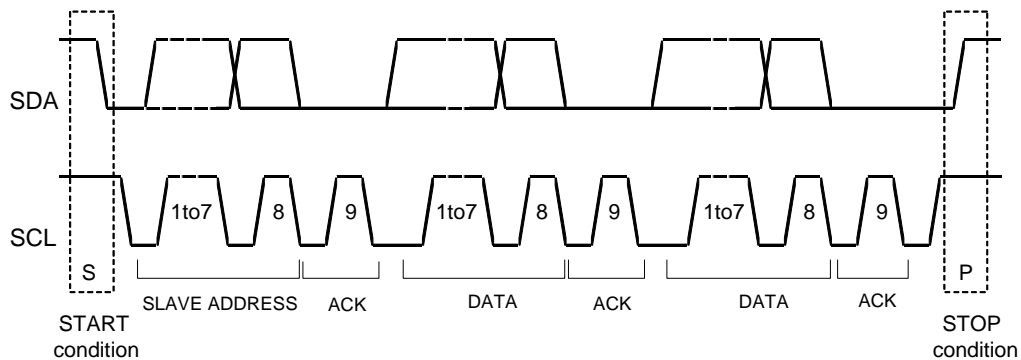 SDA
SCL
1to7 8 9 1to7 8 9 1to7 8 9
S P
SLAVE ADDRESS ACK DATA ACK DATA ACK
START
condition
STOP
condition